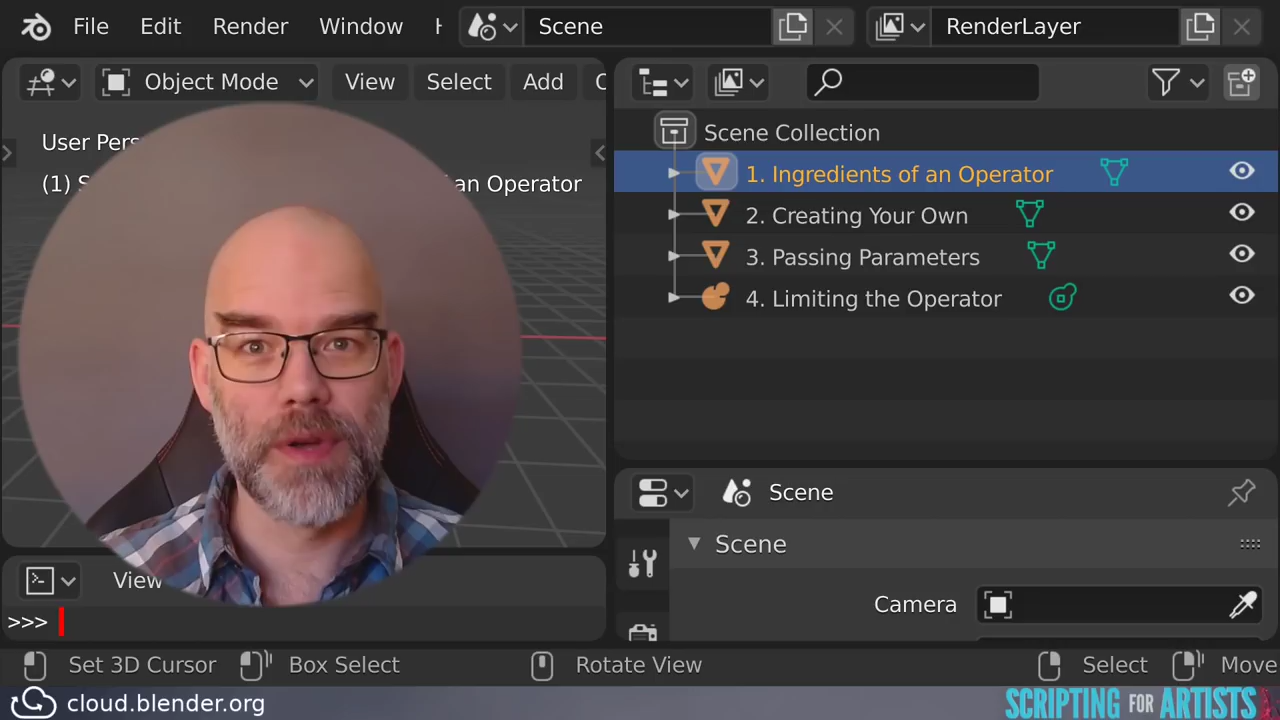 File Edit Render Window Scene RenderLayer
Object Mode View Select Add
User Pers
(1) S an Operator
Scene Collection
1. Ingredients of an Operator
2. Creating Your Own
3. Passing Parameters
4. Limiting the Operator
Scene
Scene
Camera
View
>>>
Set 3D Cursor Box Select Rotate View Select Move
cloud.blender.org
SCRIPTING FOR ARTISTS